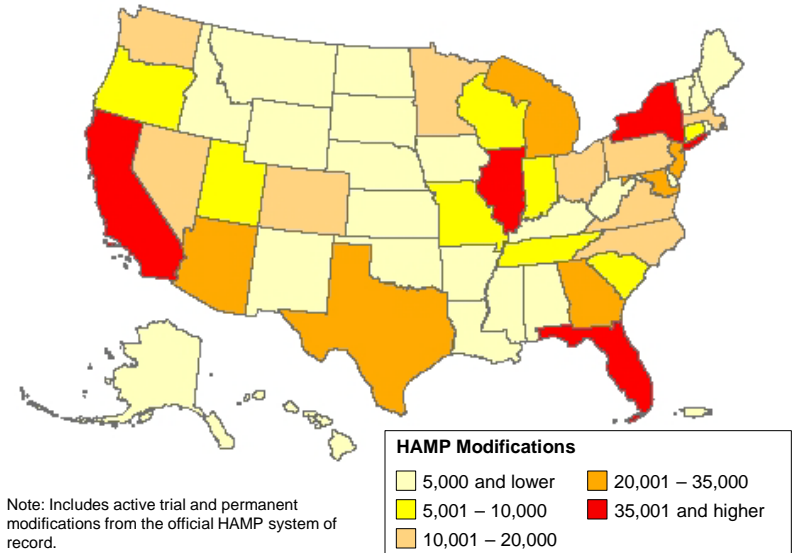 HAMP Modifications
5,000 and lower
20,001 – 35,000
5,001 – 10,000
35,001 and higher
10,001 – 20,000
Note: Includes active trial and permanent
modifications from the official HAMP system of
record.